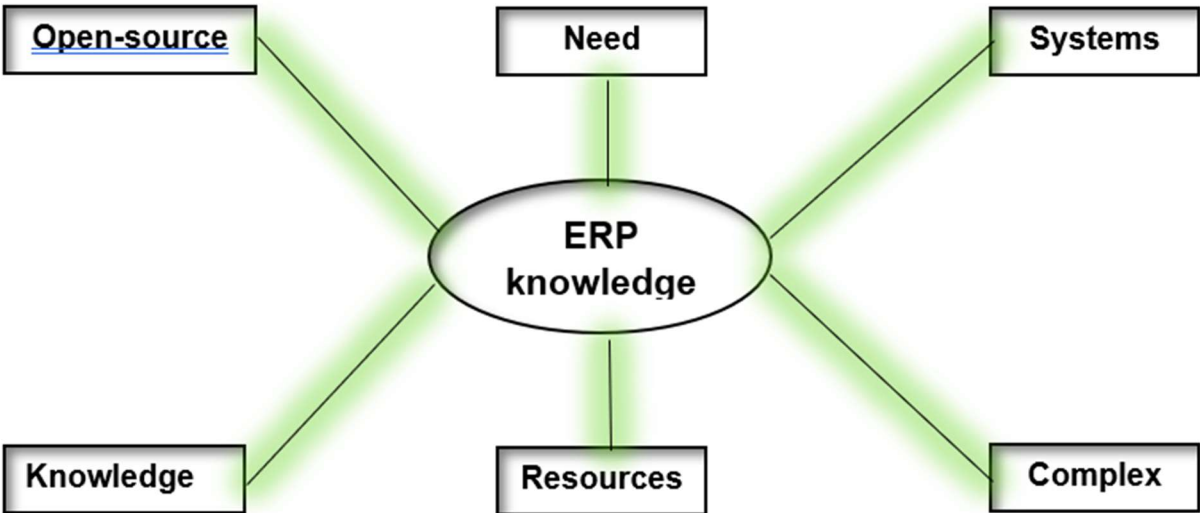 Open-source
Need
Systems
ERP
knowledge
Knowledge
Resources
Complex